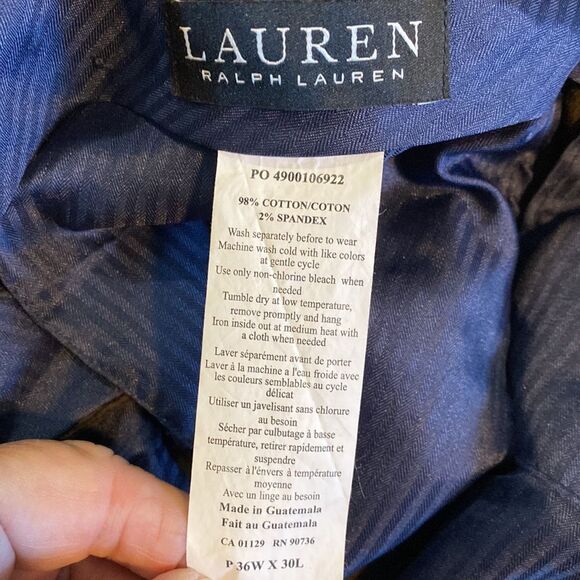 LAUREN
RALPH LAUREN
PO 4900106922
98% COTTON/COTON
2% SPANDEX
Wash separately before to wear
Machine wash cold with like colors
at gentle cycle
Use only non-chlorine bleach when
needed
Tumble dry at low temperature,
remove promptly and hang
Iron inside out at medium heat with
a cloth when needed
Laver séparément avant de porter
Laver à la machine a l'eau froide avec
les couleurs semblables au cycle
délicat
Utiliser un javelisant sans chlorure
au besoin
Sécher par culbutage à basse
température, retirer rapidement et
suspendre
Repasser à l'énvers à température
moyenne
Avec un linge au besoin
Made in Guatemala
Fait au Guatemala
CA 01129 RN 90736
P 36W X 30L